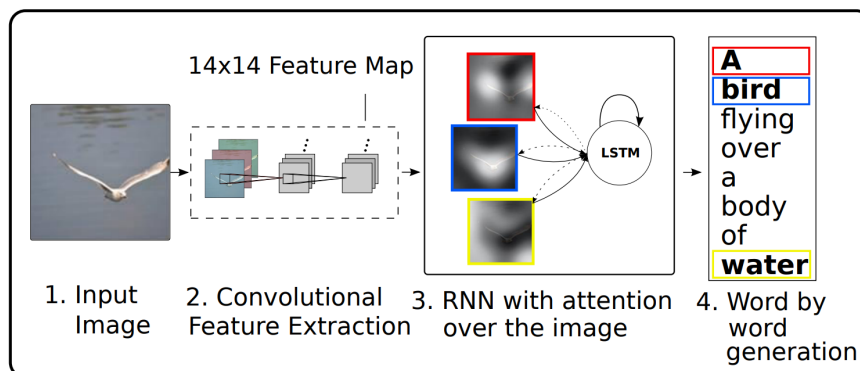 14x14 Feature Map
LSTM
A
bird
flying
over
a
body
of
water
1. Input
Image
2. Convolutional
Feature Extraction
3. RNN with attention
over the image
4. Word by
word
generation